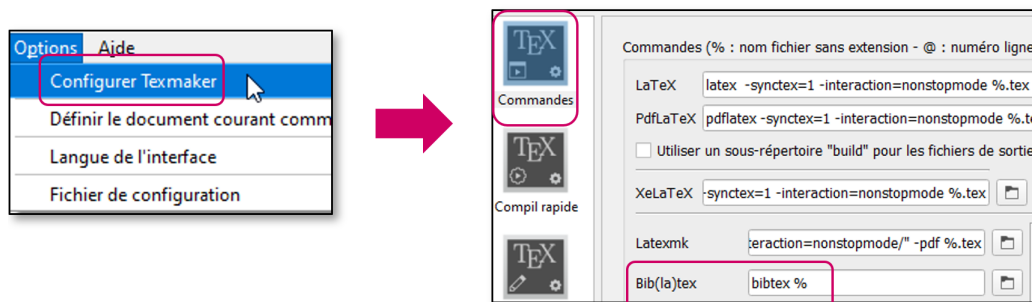 Options Aide
Configurer Texmaker
Définir le document courant comm
Langue de l'interface
Fichier de configuration
TEX
Commandes
TEX
Compil rapide
TEX
Commandes (% : nom fichier sans extension - @ : numéro ligne
LaTeX latex -synctex=1 -interaction=nonstopmode %.tex
PdfLaTeX pdflatex -synctex=1 -interaction=nonstopmode %.te
Utiliser un sous-répertoire "build" pour les fichiers de sortie
XeLaTeX -synctex=1 -interaction=nonstopmode %.tex
Latexmk teraction=nonstopmode/" -pdf %.tex
Bib(la)tex bibtex %